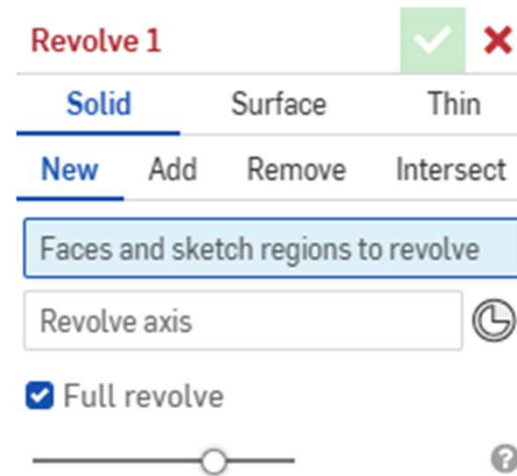 Revolve 1
Solid Surface Thin
New Add Remove Intersect
Faces and sketch regions to revolve
Revolve axis
Full revolve
?